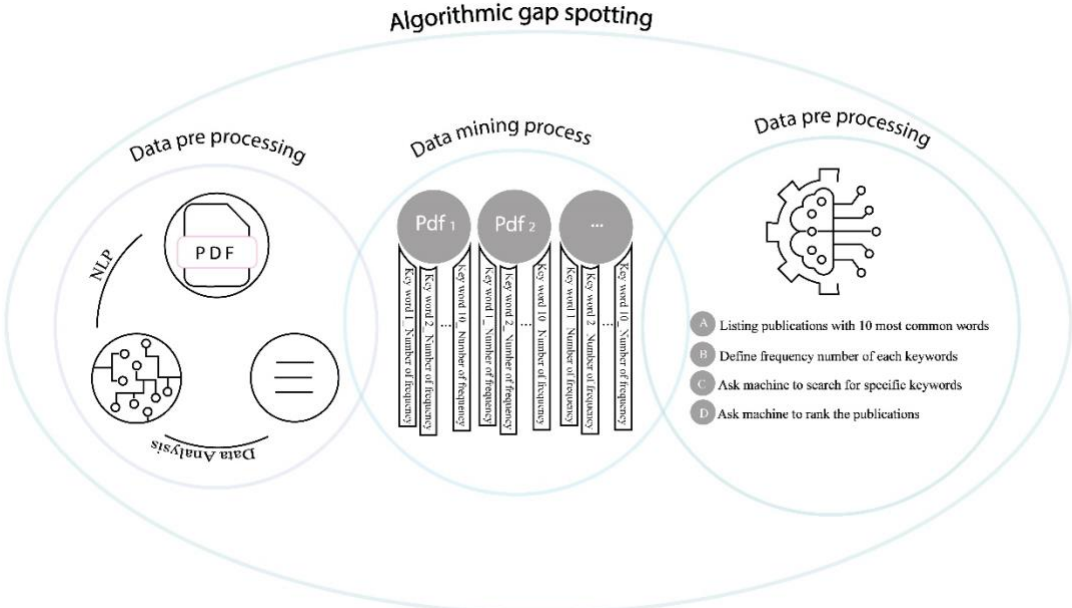 Algorithmic gap spotting
Data pre processing
Data mining process
Data pre processing
PDF
NLP
Data Analysis
Pdf 1
Pdf 2
...
Key word 1_ Number of frequency
Key word 2_ Number of frequency
...
Key word 10_ Number of frequency
Key word 1_ Number of frequency
Key word 2_ Number of frequency
...
Key word 10_ Number of frequency
Key word 1_ Number of frequency
Key word 2_ Number of frequency
...
Key word 10_ Number of frequency
A Listing publications with 10 most common words
B Define frequency number of each keywords
C Ask machine to search for specific keywords
D Ask machine to rank the publications